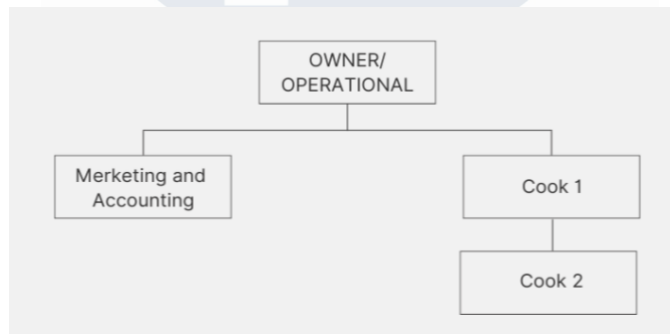 OWNER/
OPERATIONAL
Merketing and
Accounting
Cook 1
Cook 2